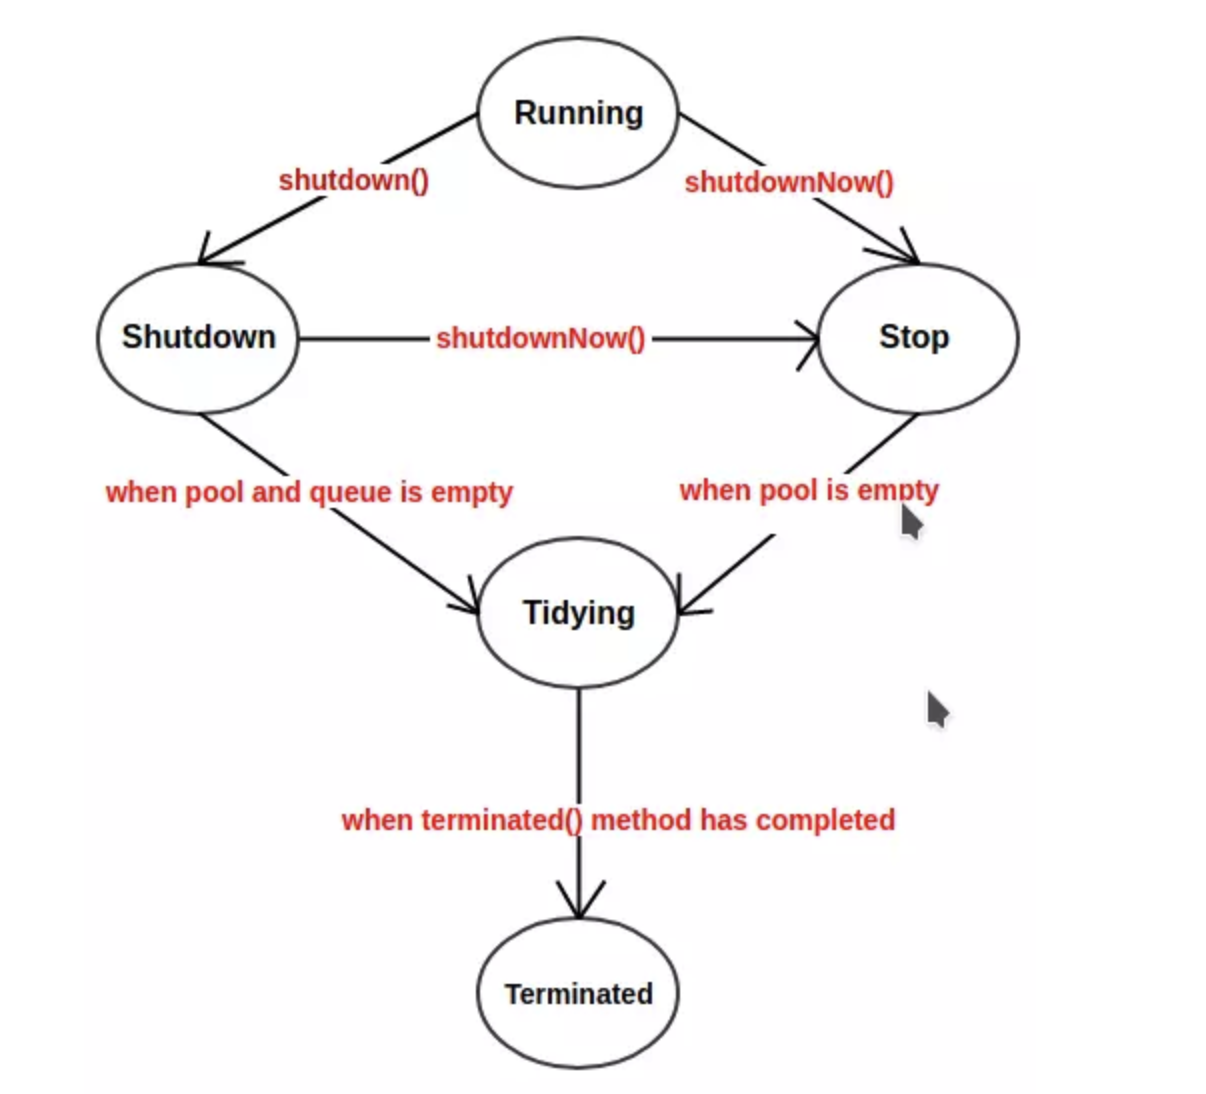 Running
shutdown()
shutdownNow()
Shutdown
shutdownNow()
Stop
when pool and queue is empty
when pool is empty
Tidying
when terminated() method has completed
Terminated